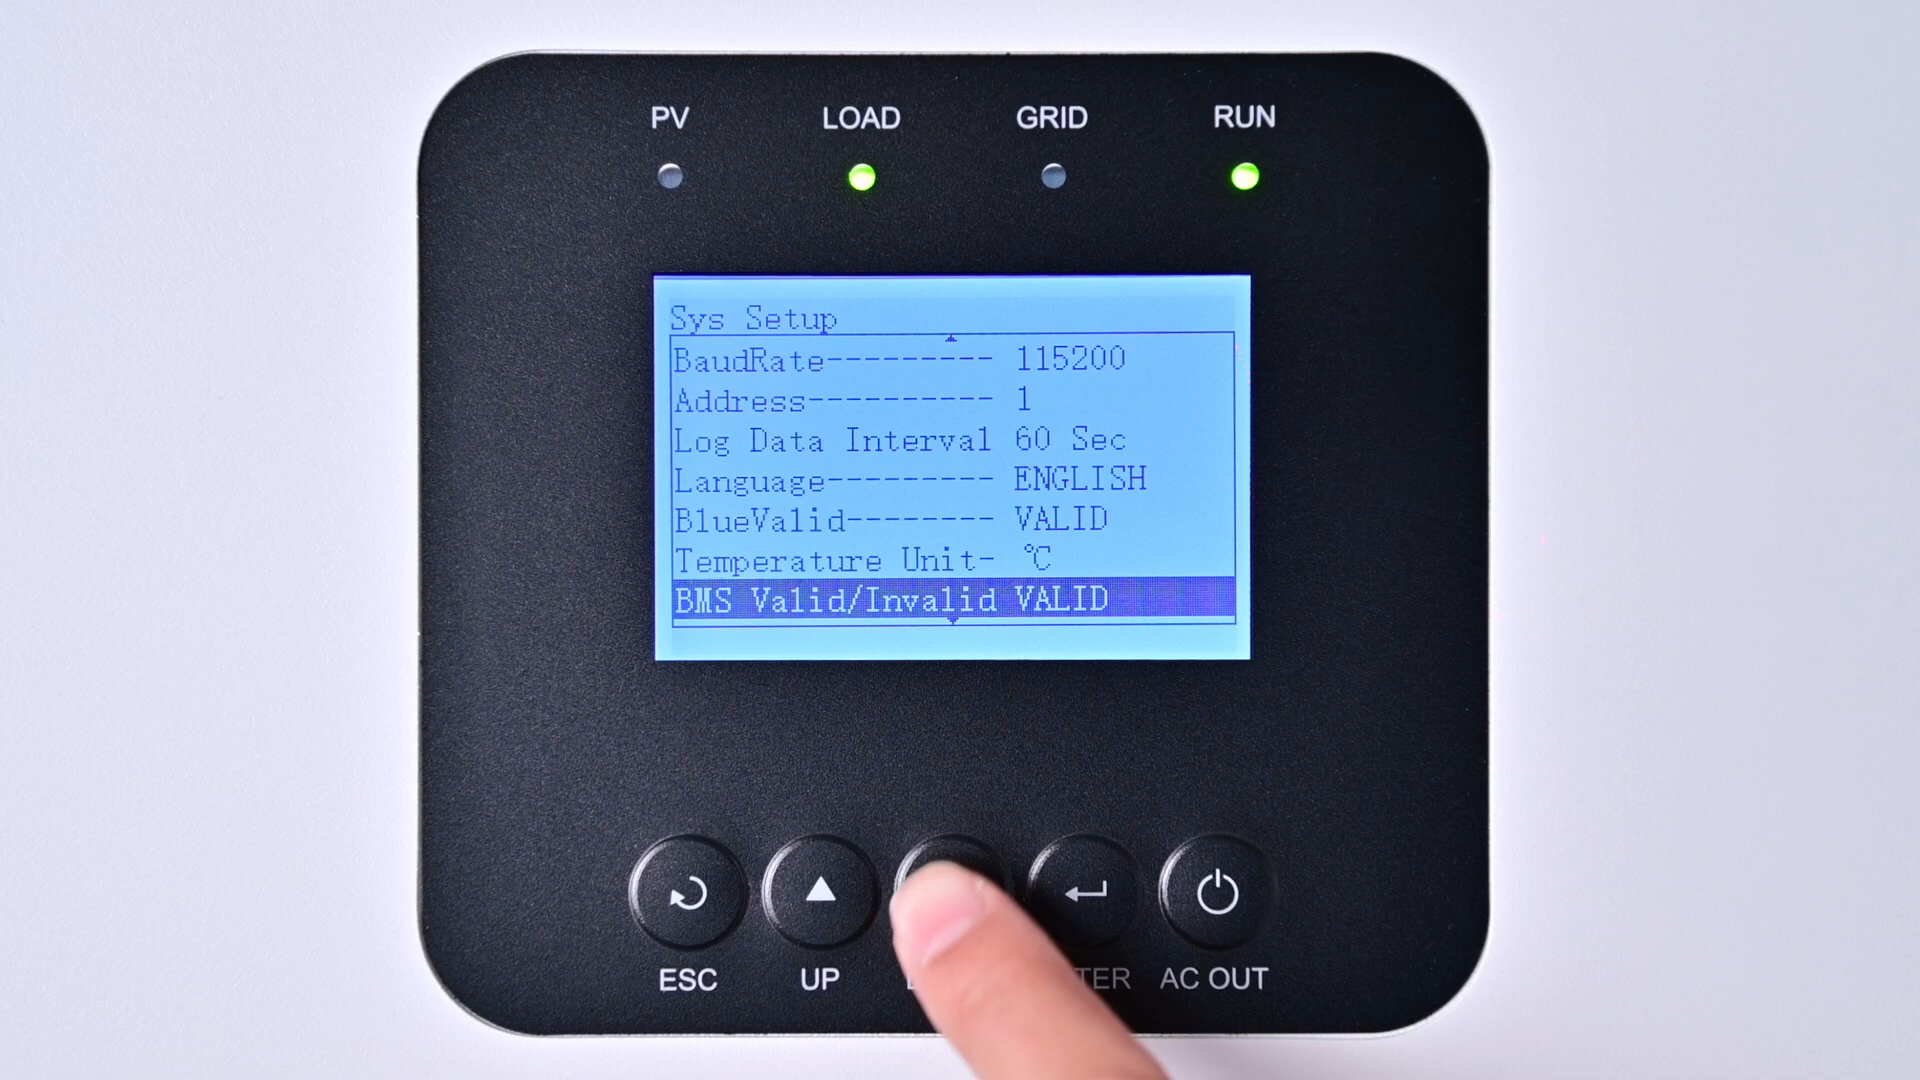 PV LOAD GRID RUN
Sys Setup
BaudRate--------- 115200
Address---------- 1
Log Data Interval 60 Sec
Language--------- ENGLISH
BlueValid-------- VALID
Temperature Unit- ℃
BMS Valid/Invalid VALID
ESC UP AC OUT